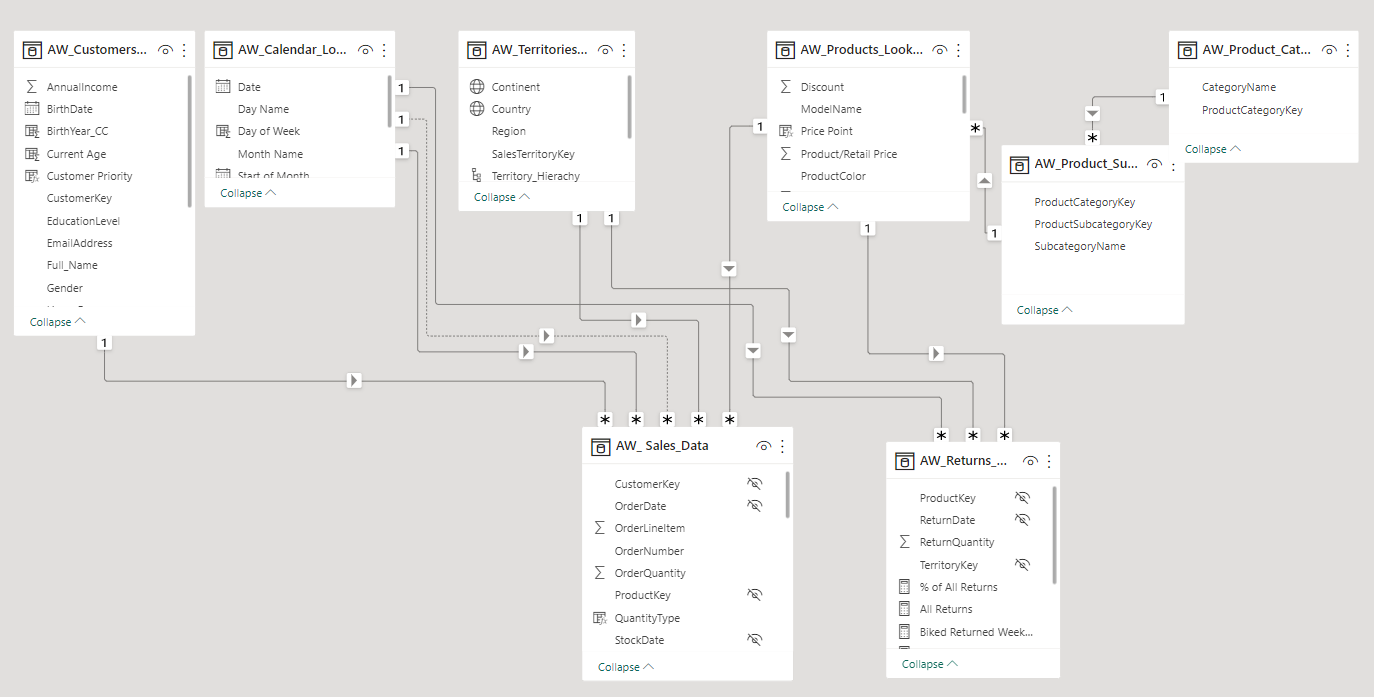 AW_Customers...
AnnualIncome
BirthDate
BirthYear_CC
Current Age
Customer Priority
CustomerKey
EducationLevel
EmailAddress
Full_Name
Gender
Collapse
1
AW_Calendar_Lo...
Date
Day Name
Day of Week
Month Name
Start of Month
Collapse
1
1
1
AW_Territories...
Continent
Country
Region
SalesTerritoryKey
Territory_Hierachy
Collapse
1
1
AW_Products_Look...
Discount
ModelName
Price Point
Product/Retail Price
ProductColor
Collapse
1
*
1
AW_Product_Cat...
CategoryName
ProductCategoryKey
Collapse
1
*
AW_Product_Su...
ProductCategoryKey
ProductSubcategoryKey
SubcategoryName
Collapse
1
* * * * *
AW_ Sales_Data
CustomerKey
OrderDate
OrderLineItem
OrderNumber
OrderQuantity
ProductKey
QuantityType
StockDate
Collapse
* * *
AW_Returns_...
ProductKey
ReturnDate
ReturnQuantity
TerritoryKey
% of All Returns
All Returns
Biked Returned Week...
Collapse